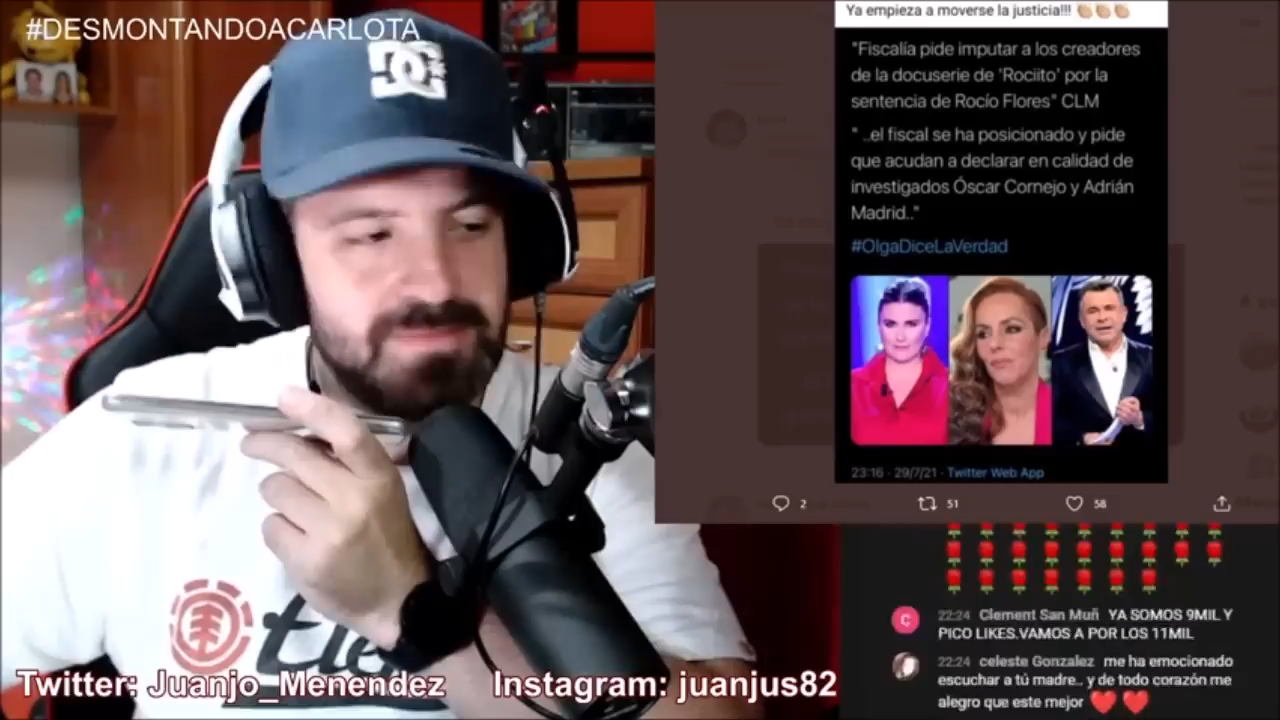 #DESMONTANDOACARLOTA
DC
Ya empieza a moverse la justicia!!! 👏🏼👏🏼👏🏼
"Fiscalía pide imputar a los creadores
de la docuserie de 'Rociito' por la
sentencia de Rocío Flores" CLM
" ..el fiscal se ha posicionado y pide
que acudan a declarar en calidad de
investigados Óscar Cornejo y Adrián
Madrid.."
#OlgaDiceLaVerdad
23:16 · 29/7/21 · Twitter Web App
2 51 58
C
22:24 Clement San Muñ YA SOMOS 9MIL Y
PICO LIKES.VAMOS A POR LOS 11MIL
22:24 celeste Gonzalez me ha emocionado
escuchar a tú madre.. y de todo corazón me
alegro que este mejor ❤️ ❤️
Twitter: Juanjo_Menendez Instagram: juanjus82